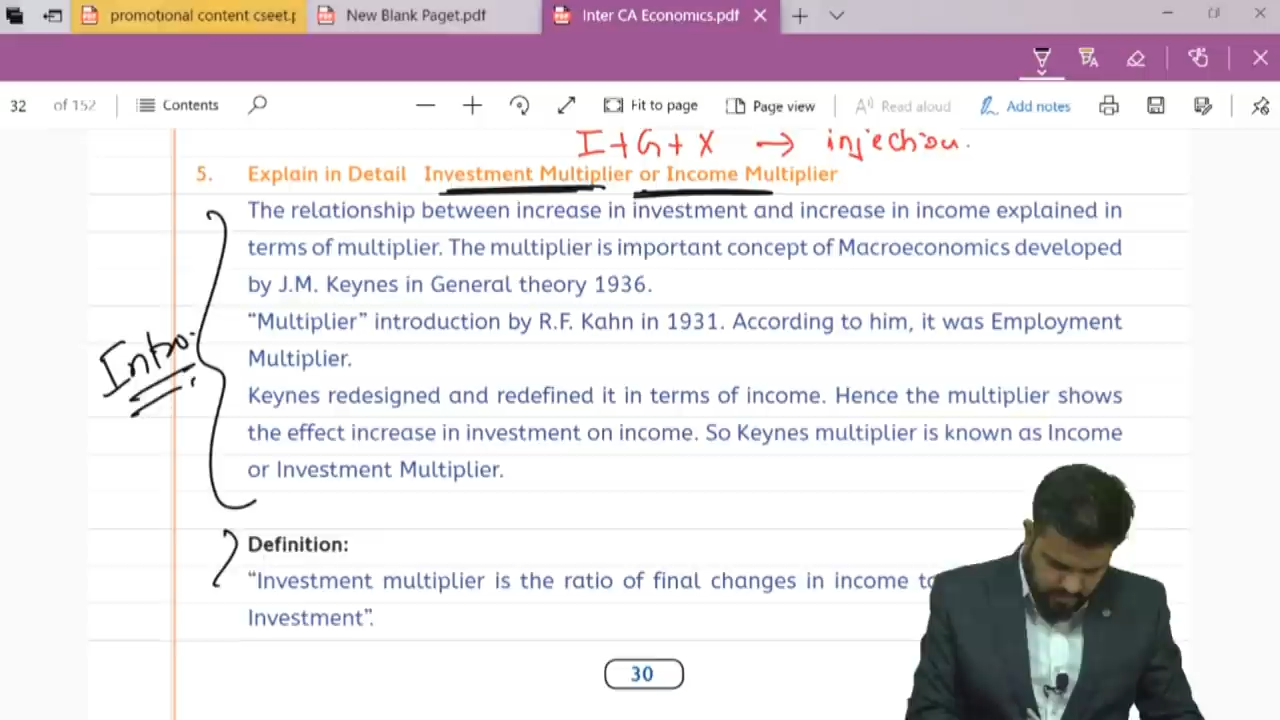 promotional content cseet.p
New Blank Paget.pdf
Inter CA Economics.pdf
32 of 152
Contents
Fit to page
Page view
Read aloud
Add notes
I+G+X → injection.
5. Explain in Detail Investment Multiplier or Income Multiplier
The relationship between increase in investment and increase in income explained in
terms of multiplier. The multiplier is important concept of Macroeconomics developed
by J.M. Keynes in General theory 1936.
“Multiplier” introduction by R.F. Kahn in 1931. According to him, it was Employment
Multiplier.
Intro.
Keynes redesigned and redefined it in terms of income. Hence the multiplier shows
the effect increase in investment on income. So Keynes multiplier is known as Income
or Investment Multiplier.
Definition:
“Investment multiplier is the ratio of final changes in income
Investment”.
30